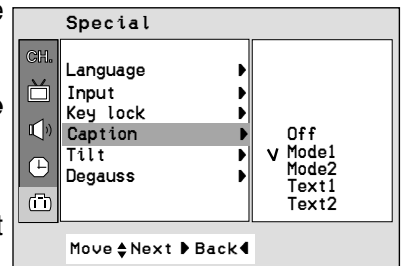 Special
CH.
Language
Input
Key lock
Caption
Tilt
Degauss
Off
Mode1
Mode2
Text1
Text2
Move Next Back
e
e
t